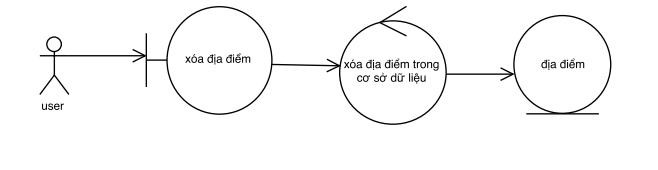 user
xóa địa điểm
xóa địa điểm trong
cơ sở dữ liệu
địa điểm